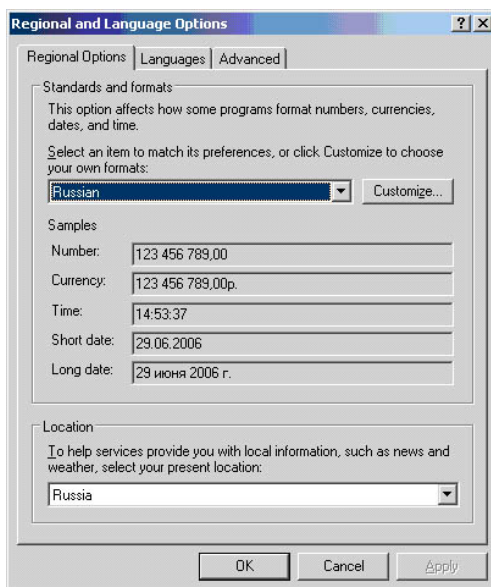 Regional and Language Options
Regional Options Languages Advanced
Standards and formats
This option affects how some programs format numbers, currencies,
dates, and time.
Select an item to match its preferences, or click Customize to choose
your own formats:
Russian Customize...
Samples
Number: 123 456 789,00
Currency: 123 456 789,00р.
Time: 14:53:37
Short date: 29.06.2006
Long date: 29 июня 2006 г.
Location
To help services provide you with local information, such as news and
weather, select your present location:
Russia
OK Cancel Apply